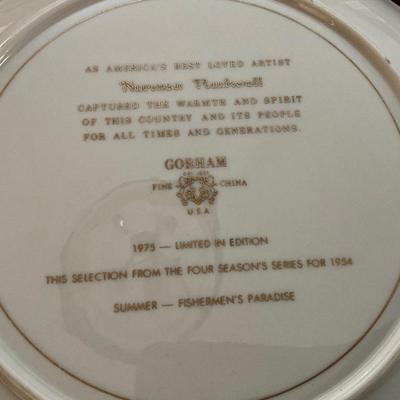 AS AMERICA'S BEST LOVED ARTIST
Norman Rockwell
CAPTURED THE WARMTH AND SPIRIT
OF THIS COUNTRY AND ITS PEOPLE
FOR ALL TIMES AND GENERATIONS.
GORHAM
EST. 1831
FINE CHINA
U.S.A
1975 — LIMITED IN EDITION
THIS SELECTION FROM THE FOUR SEASON'S SERIES FOR 1954
SUMMER — FISHERMEN'S PARADISE